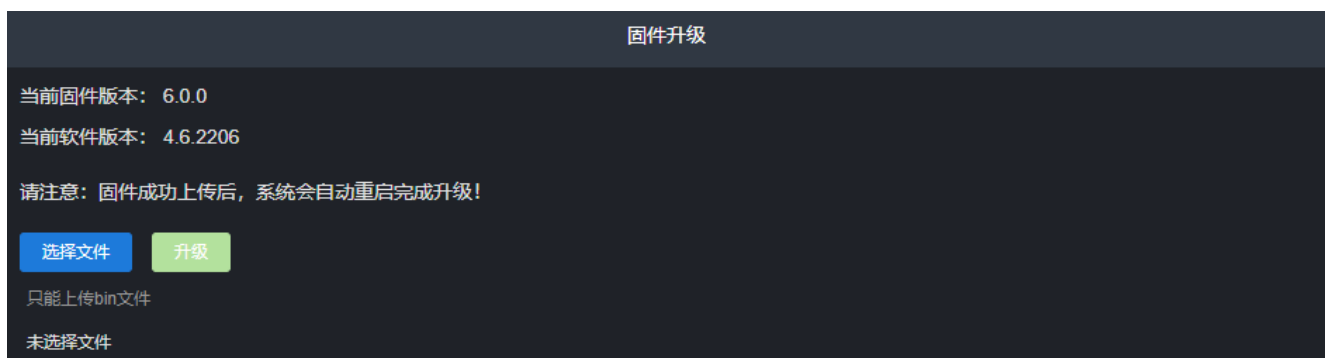 固件升级
当前固件版本： 6.0.0
当前软件版本： 4.6.2206
请注意：固件成功上传后，系统会自动重启完成升级！
选择文件 升级
只能上传bin文件
未选择文件